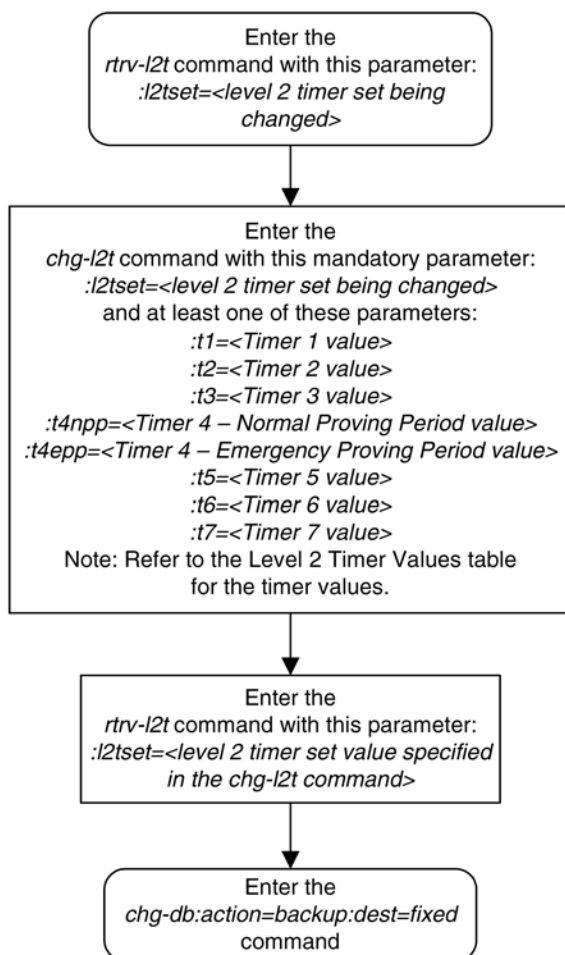 Enter the
rtrv-l2t command with this parameter:
:l2tset=<level 2 timer set being
changed>
Enter the
chg-l2t command with this mandatory parameter:
:l2tset=<level 2 timer set being changed>
and at least one of these parameters:
:t1=<Timer 1 value>
:t2=<Timer 2 value>
:t3=<Timer 3 value>
:t4npp=<Timer 4 – Normal Proving Period value>
:t4epp=<Timer 4 – Emergency Proving Period value>
:t5=<Timer 5 value>
:t6=<Timer 6 value>
:t7=<Timer 7 value>
Note: Refer to the Level 2 Timer Values table
for the timer values.
Enter the
rtrv-l2t command with this parameter:
:l2tset=<level 2 timer set value specified
in the chg-l2t command>
Enter the
chg-db:action=backup:dest=fixed
command